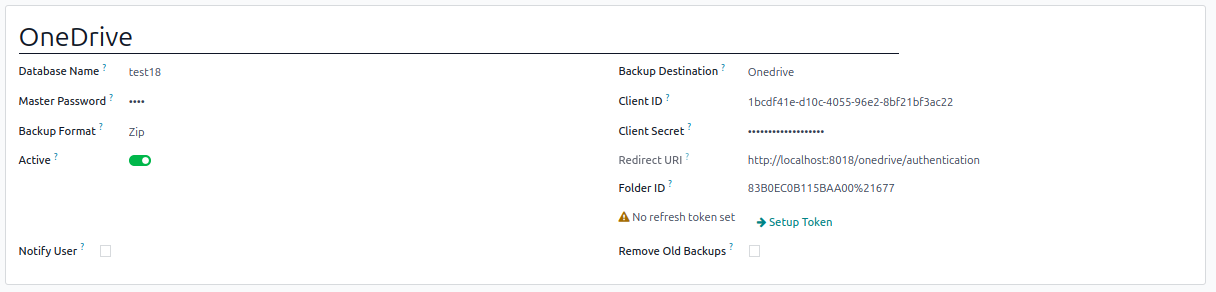 OneDrive
Database Name ? test18
Backup Destination ? Onedrive
Master Password ? ••••
Client ID ? 1bcdf41e-d10c-4055-96e2-8bf21bf3ac22
Backup Format ? Zip
Client Secret ? •••••••••••••••••••
Active ?
Redirect URI ? http://localhost:8018/onedrive/authentication
Folder ID ? 83B0EC0B115BAA00%21677
No refresh token set
Setup Token
Notify User ?
Remove Old Backups ?